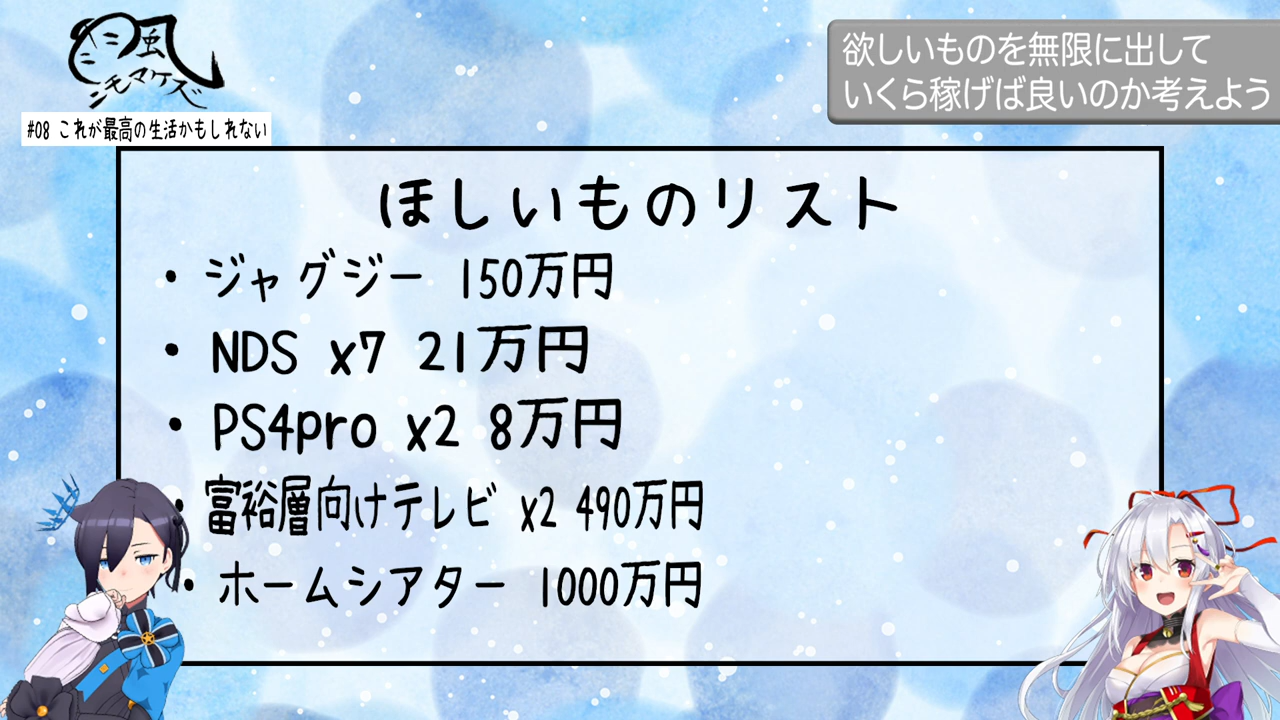 風
ニモマケズ
#08 これが最高の生活かもしれない
欲しいものを無限に出して
いくら稼げば良いのか考えよう
ほしいものリスト
・ジャグジー 150万円
・NDS x7 21万円
・PS4pro x2 8万円
・富裕層向けテレビ x2 490万円
・ホームシアター 1000万円